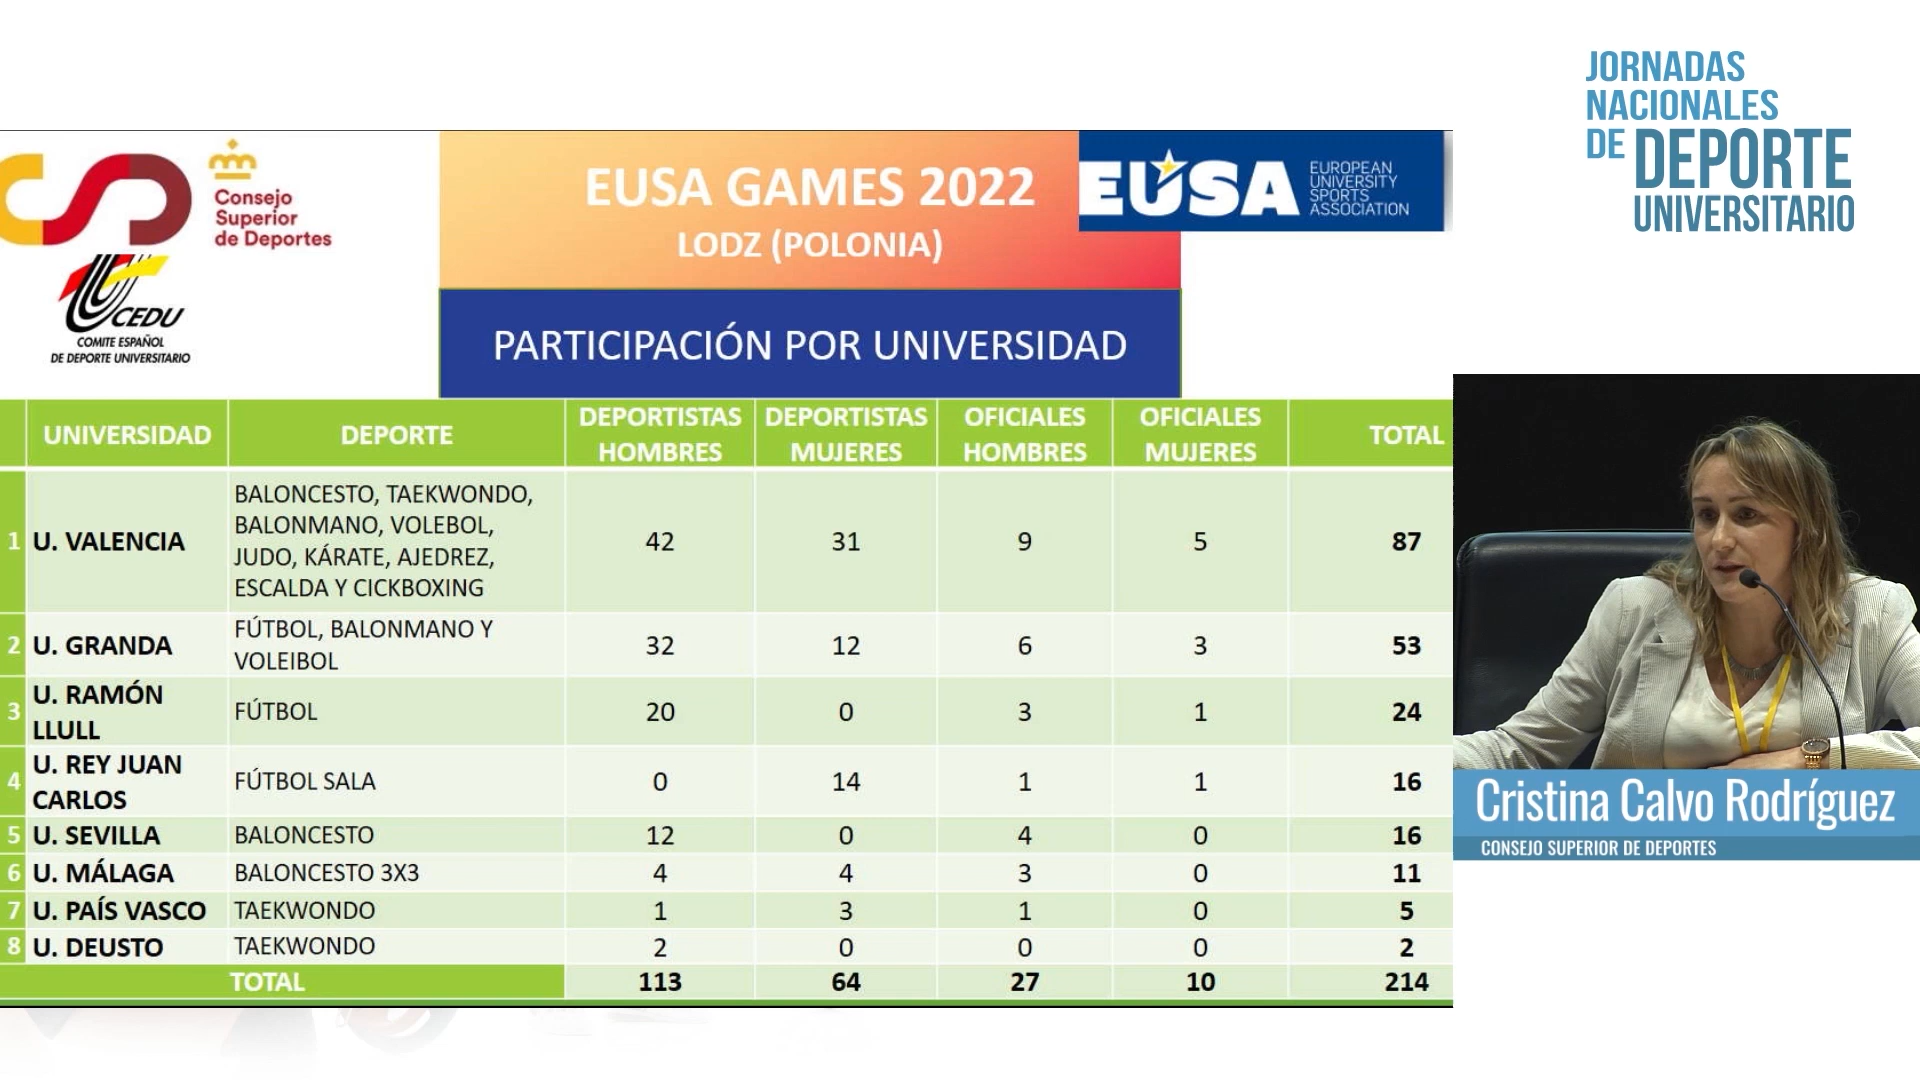 JORNADAS
NACIONALES
DE DEPORTE
UNIVERSITARIO
Consejo
Superior
de Deportes
CEDU
COMITE ESPAÑOL
DE DEPORTE UNIVERSITARIO
EUSA GAMES 2022
LODZ (POLONIA)
EUSA
EUROPEAN
UNIVERSITY
SPORTS
ASSOCIATION
PARTICIPACIÓN POR UNIVERSIDAD
UNIVERSIDAD DEPORTE DEPORTISTAS HOMBRES DEPORTISTAS MUJERES OFICIALES HOMBRES OFICIALES MUJERES TOTAL
1 U. VALENCIA BALONCESTO, TAEKWONDO,
BALONMANO, VOLEBOL,
JUDO, KÁRATE, AJEDREZ,
ESCALDA Y CICKBOXING 42 31 9 5 87
2 U. GRANDA FÚTBOL, BALONMANO Y
VOLEIBOL 32 12 6 3 53
3 U. RAMÓN
LLULL FÚTBOL 20 0 3 1 24
4 U. REY JUAN
CARLOS FÚTBOL SALA 0 14 1 1 16
5 U. SEVILLA BALONCESTO 12 0 4 0 16
6 U. MÁLAGA BALONCESTO 3X3 4 4 3 0 11
7 U. PAÍS VASCO TAEKWONDO 1 3 1 0 5
8 U. DEUSTO TAEKWONDO 2 0 0 0 2
TOTAL 113 64 27 10 214
Cristina Calvo Rodríguez
CONSEJO SUPERIOR DE DEPORTES